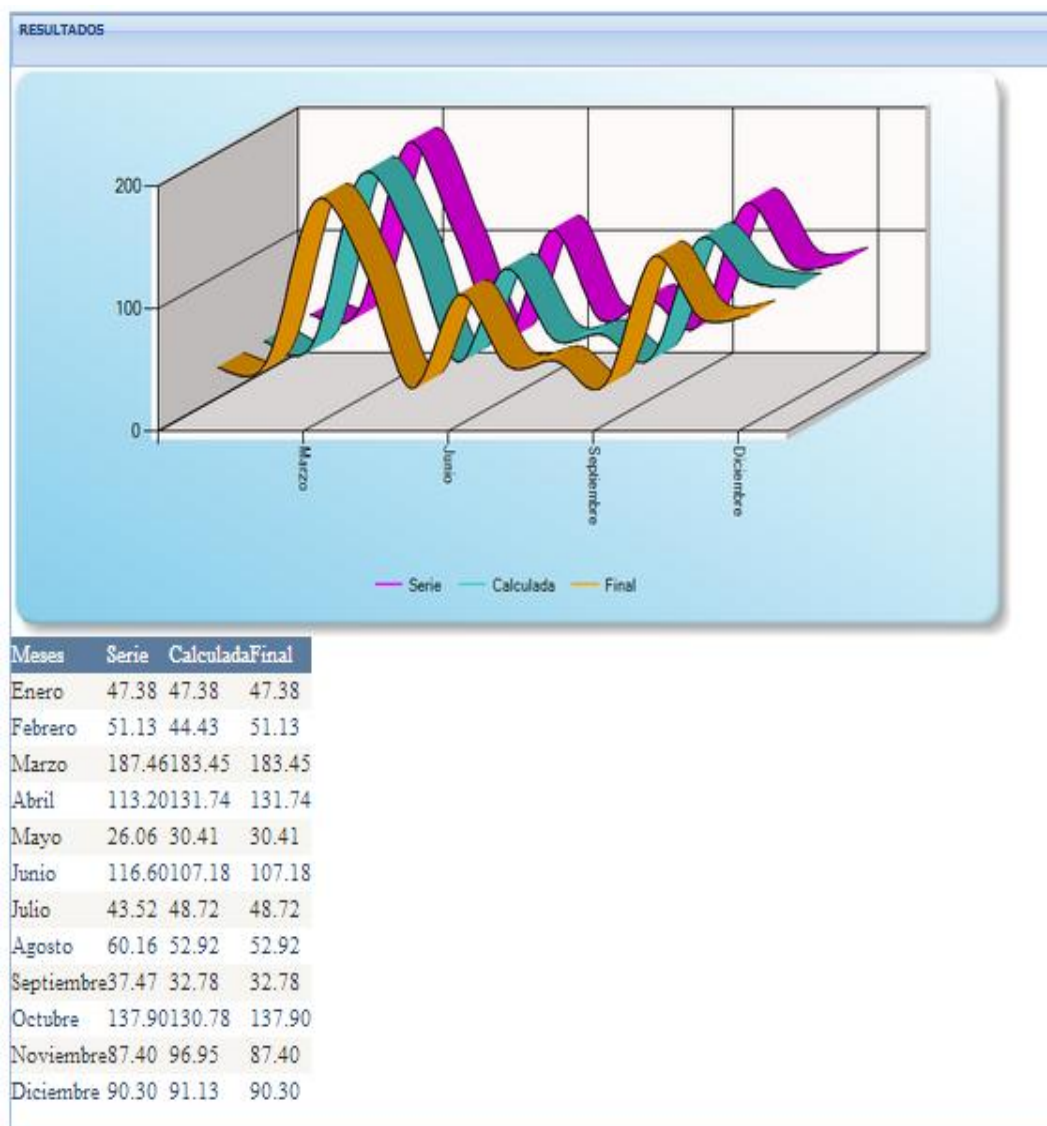 RESULTADOS
200
100
0
Marzo
Junio
Septiembre
Diciembre
Serie Calculada Final
Meses Serie CalculadaFinal
Enero 47.38 47.38 47.38
Febrero 51.13 44.43 51.13
Marzo 187.46183.45 183.45
Abril 113.20131.74 131.74
Mayo 26.06 30.41 30.41
Junio 116.60107.18 107.18
Julio 43.52 48.72 48.72
Agosto 60.16 52.92 52.92
Septiembre37.47 32.78 32.78
Octubre 137.90130.78 137.90
Noviembre87.40 96.95 87.40
Diciembre 90.30 91.13 90.30